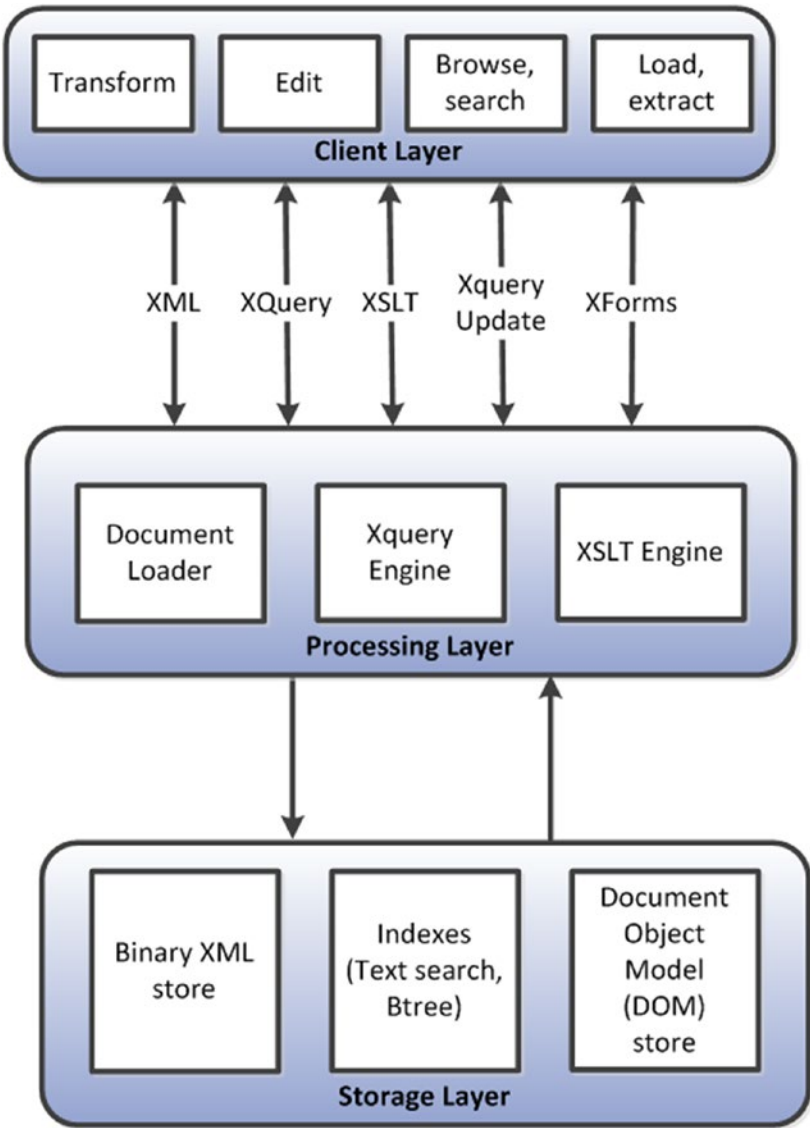 Transform
Edit
Browse,
search
Load,
extract
Client Layer
XML
XQuery
XSLT
Xquery
Update
XForms
Document
Loader
Xquery
Engine
XSLT Engine
Processing Layer
Binary XML
store
Indexes
(Text search,
Btree)
Document
Object
Model
(DOM)
store
Storage Layer